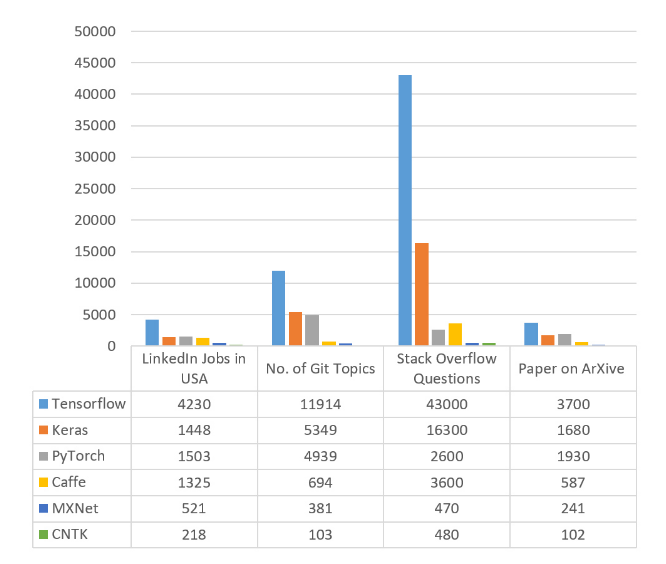 50000
45000
40000
35000
30000
25000
20000
15000
10000
5000
0
LinkedIn Jobs in
USA
No. of Git Topics
Stack Overflow
Questions
Paper on ArXive
Tensorflow 4230 11914 43000 3700
Keras 1448 5349 16300 1680
PyTorch 1503 4939 2600 1930
Caffe 1325 694 3600 587
MXNet 521 381 470 241
CNTK 218 103 480 102